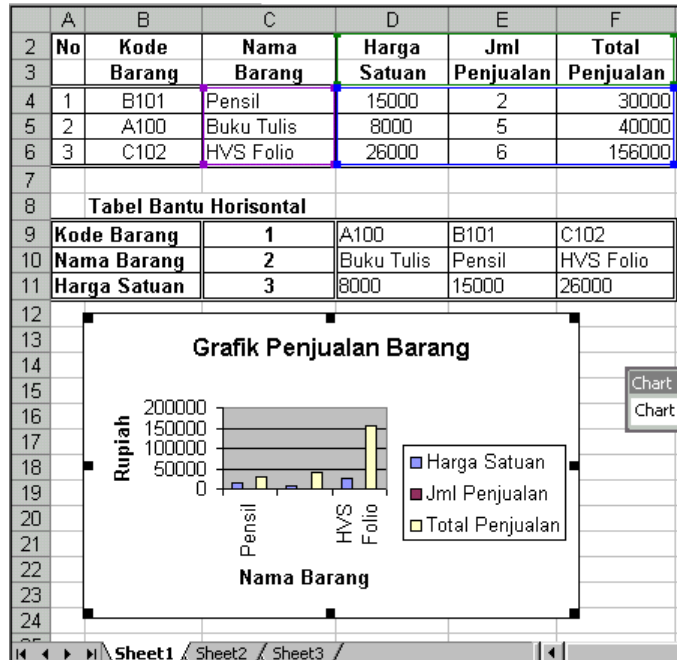 A B C D E F
2 No Kode Nama Harga Jml Total
3 Barang Barang Satuan Penjualan Penjualan
4 1 B101 Pensil 15000 2 30000
5 2 A100 Buku Tulis 8000 5 40000
6 3 C102 HVS Folio 26000 6 156000
7
8 Tabel Bantu Horisontal
9 Kode Barang 1 A100 B101 C102
10 Nama Barang 2 Buku Tulis Pensil HVS Folio
11 Harga Satuan 3 8000 15000 26000
12
13
14
15
16
17
18
19
20
21
22
23
24
Grafik Penjualan Barang
Rupiah
200000
150000
100000
50000
0
Pensil
HVS Folio
Nama Barang
Harga Satuan
Jml Penjualan
Total Penjualan
Chart
Chart
Sheet1 Sheet2 Sheet3